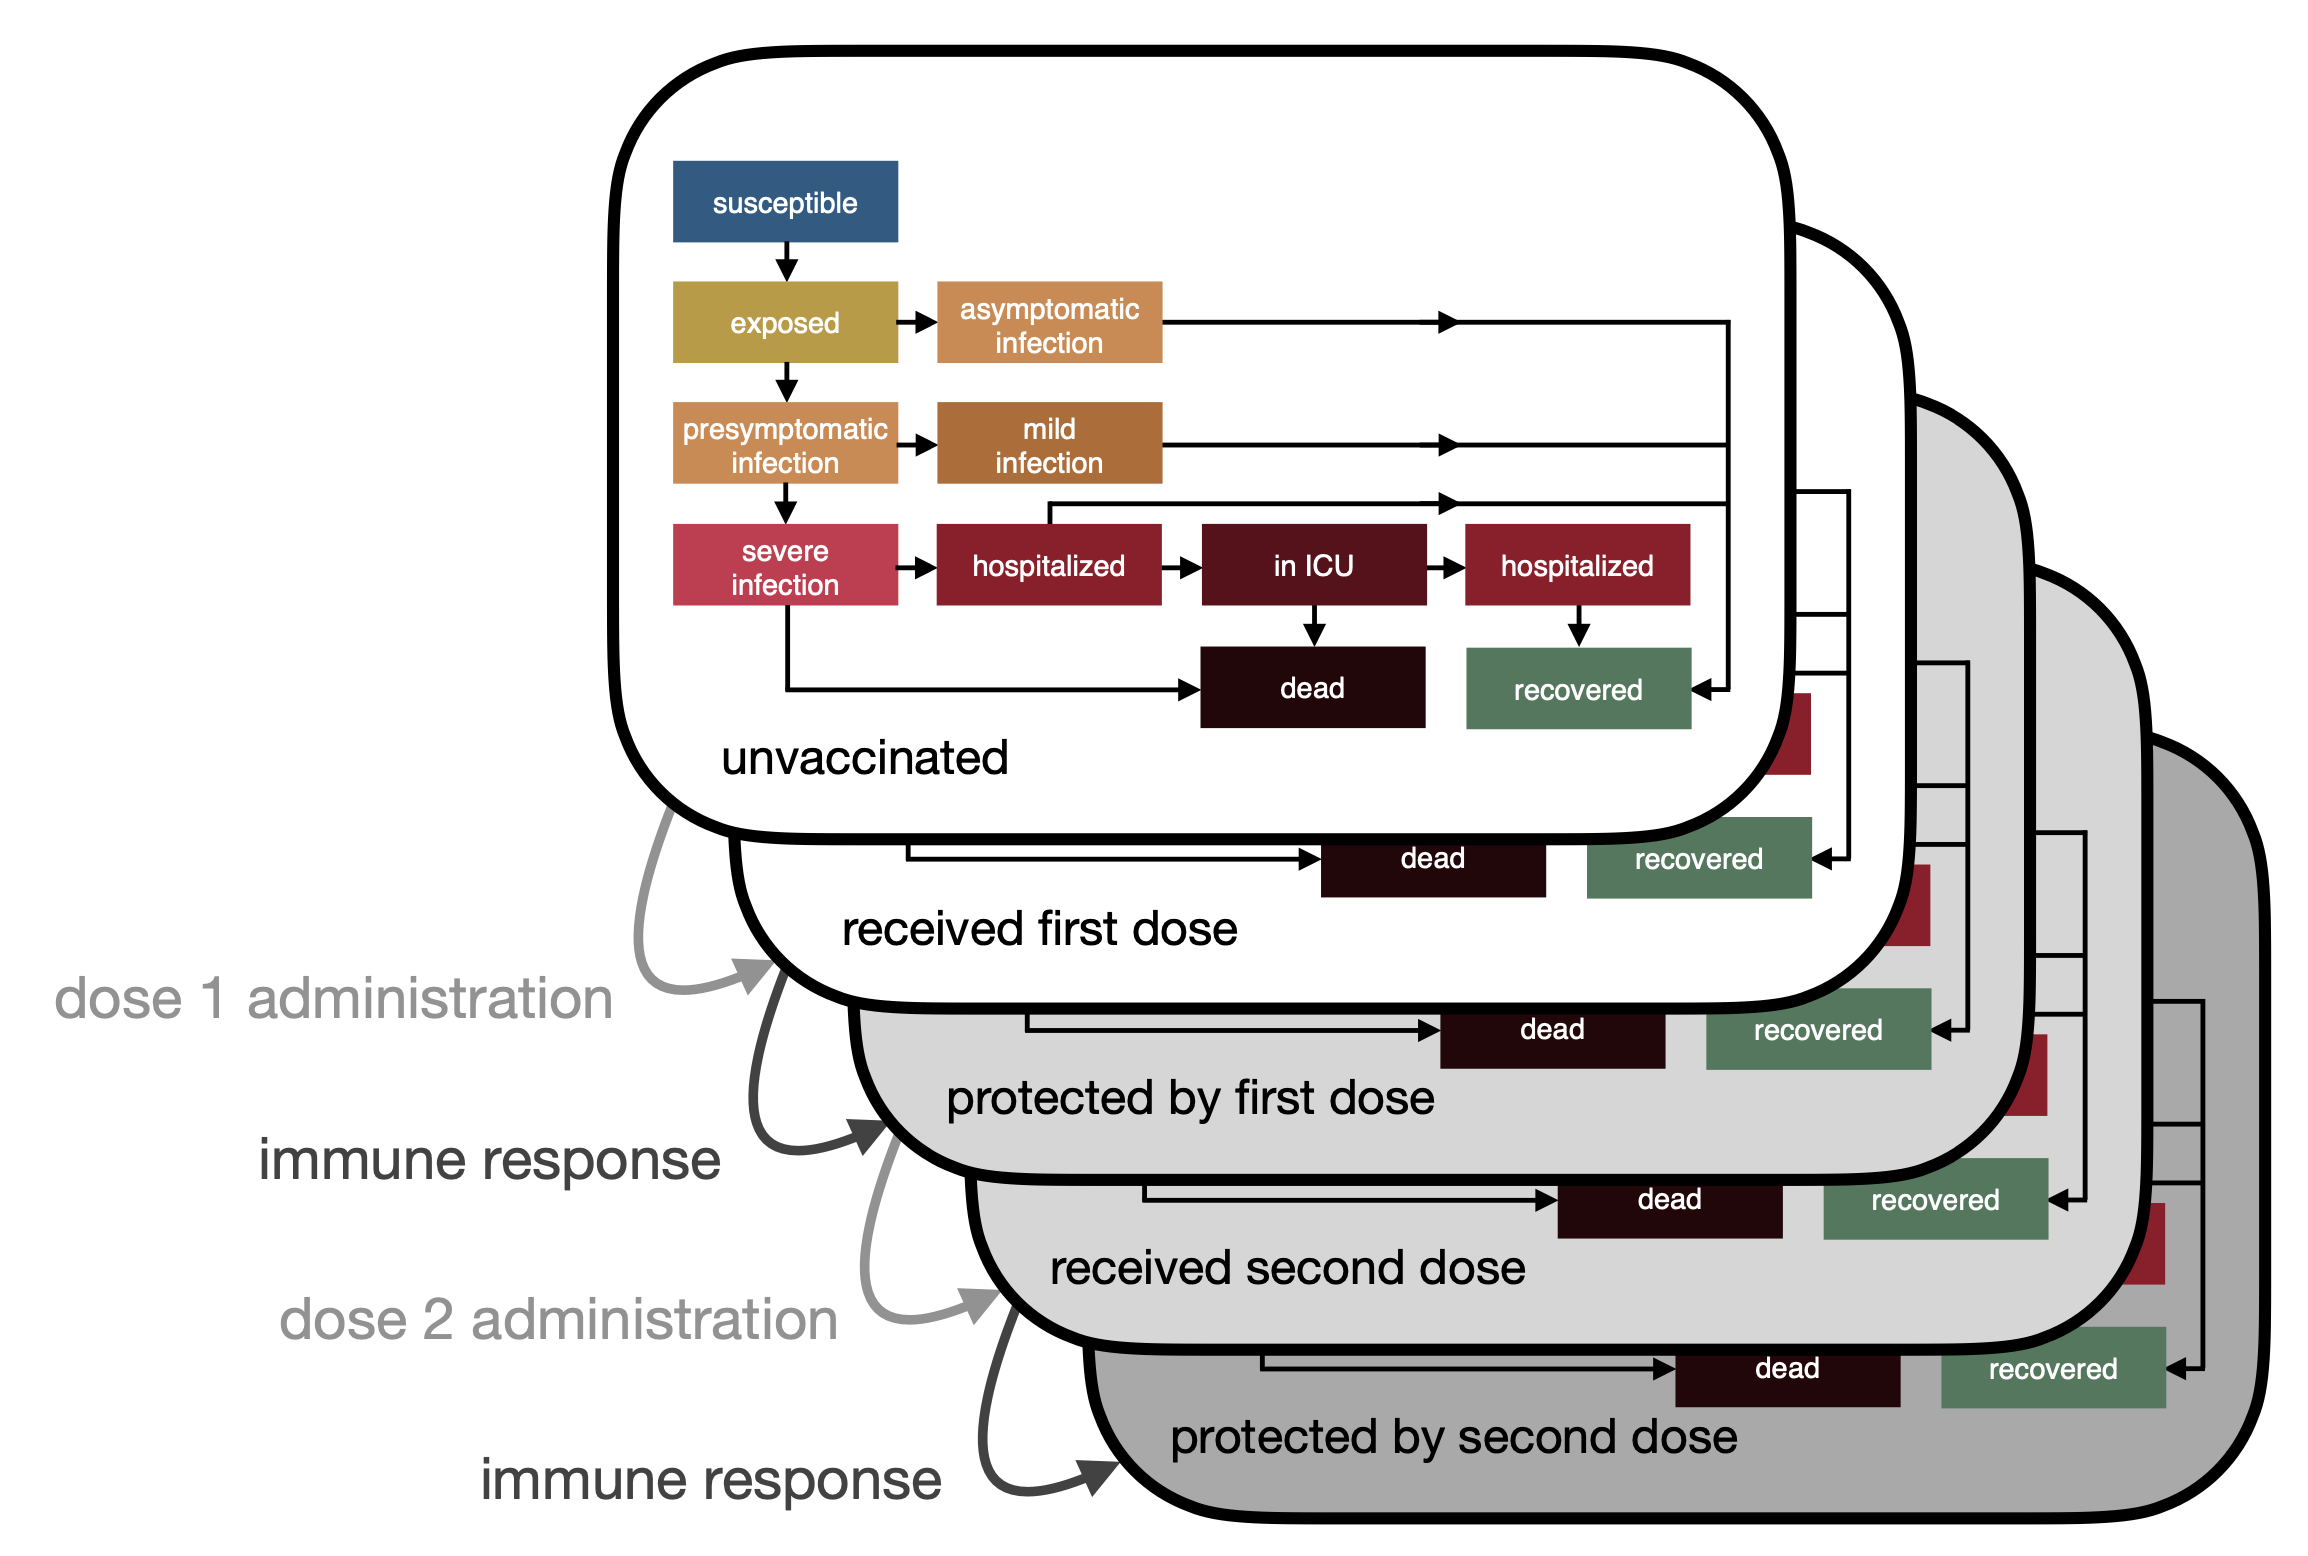 susceptible
exposed
asymptomatic
infection
presymptomatic
infection
mild
infection
severe
infection
hospitalized
in ICU
hospitalized
dead
recovered
unvaccinated
dead
recovered
received first dose
dose 1 administration
dead
recovered
protected by first dose
immune response
dead
recovered
received second dose
dose 2 administration
dead
recovered
protected by second dose
immune response